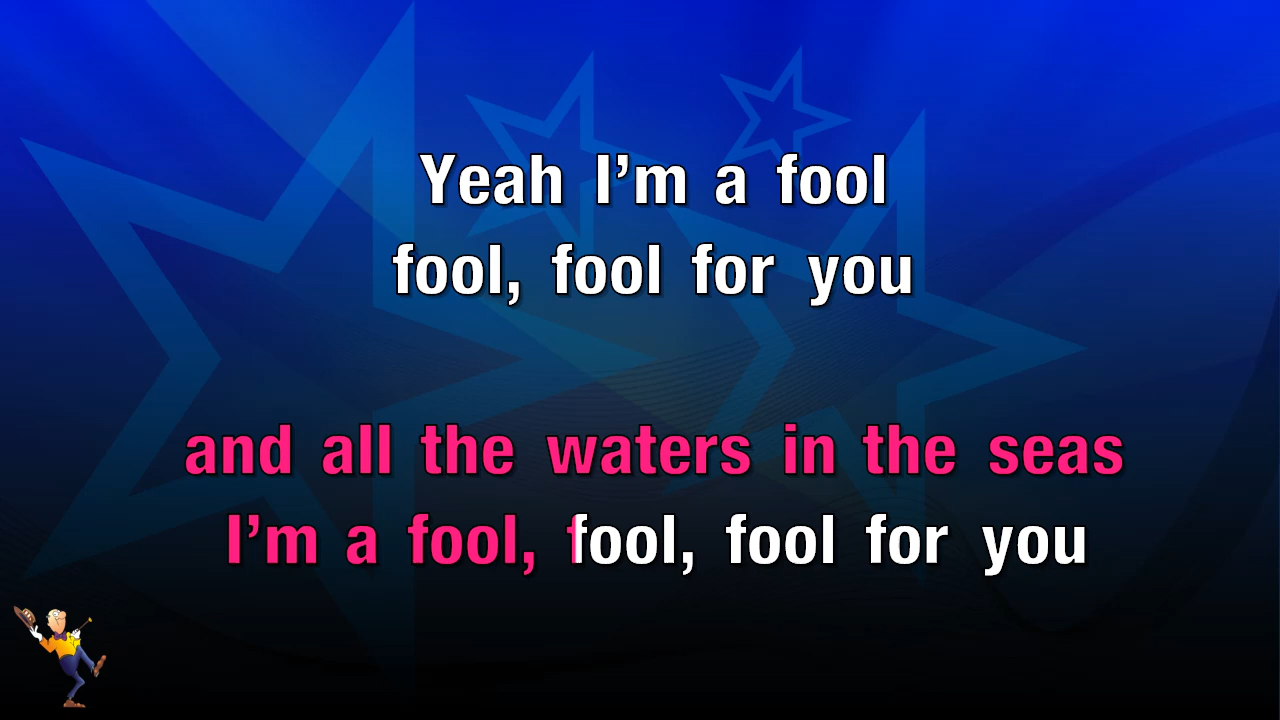 Yeah I’m a fool
fool, fool for you
and all the waters in the seas
I’m a fool, fool, fool for you